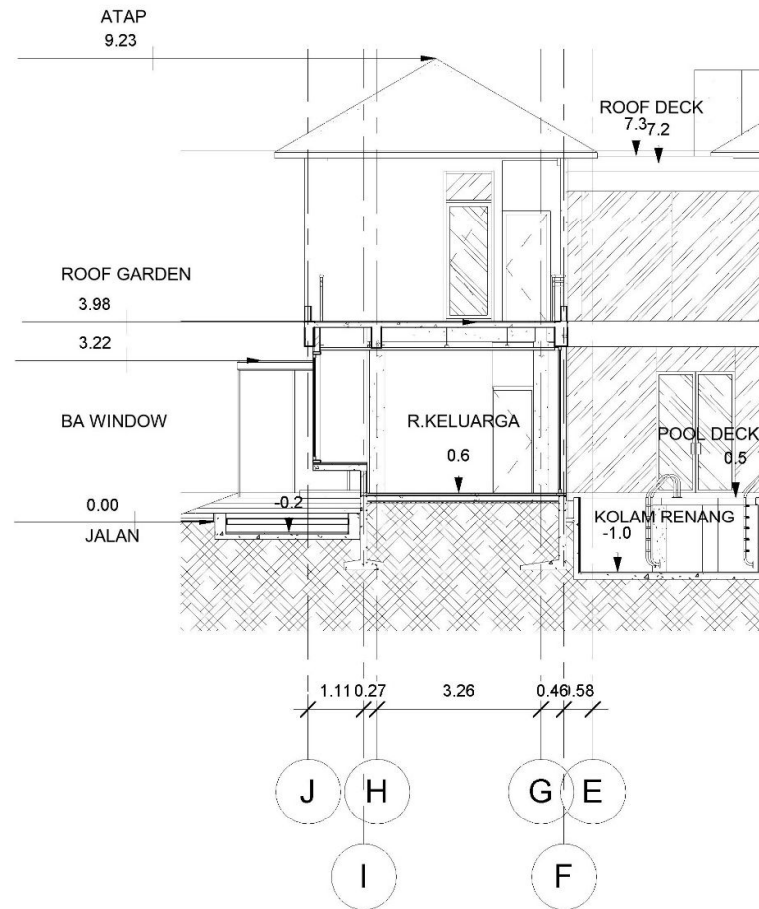 ATAP
9.23
ROOF DECK
7.3
7.2
ROOF GARDEN
3.98
3.22
BA WINDOW
R.KELUARGA
0.6
POOL DECK
0.5
0.00
JALAN
-0.2
KOLAM RENANG
-1.0
1.11 0.27 3.26 0.46 0.58
J H G E
I F